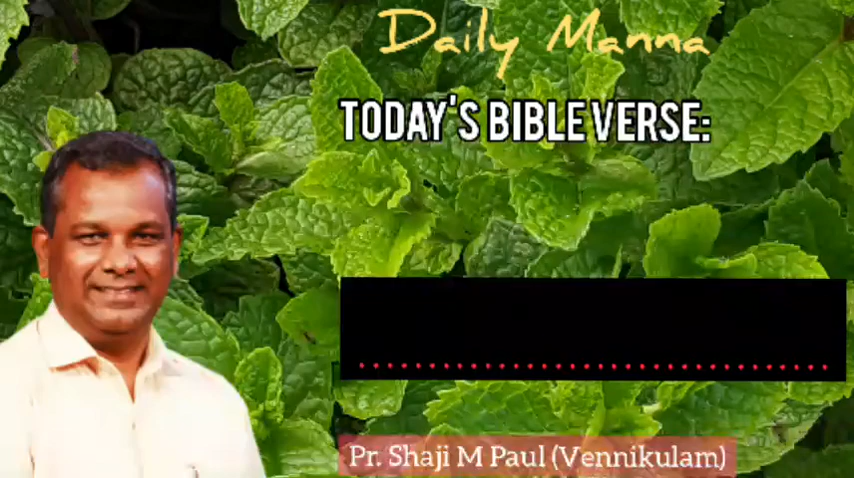 Daily Manna
TODAY'S BIBLE VERSE:
....................................
Pr. Shaji M Paul (Vennikulam)